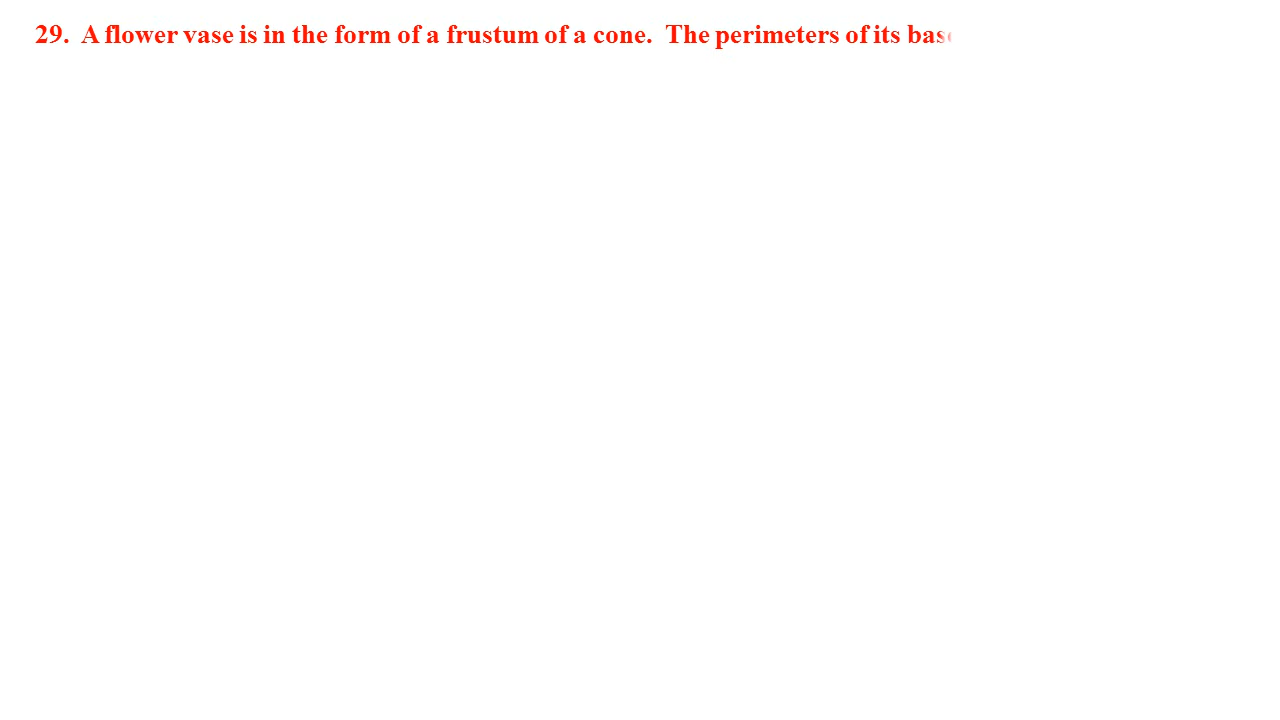 29. A flower vase is in the form of a frustum of a cone. The perimeters of its